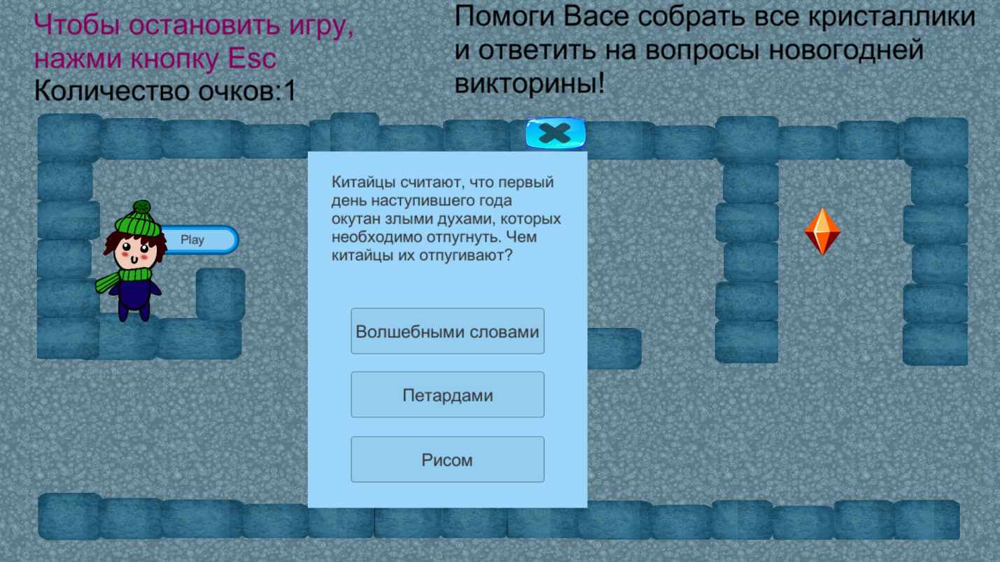 Чтобы остановить игру,
нажми кнопку Esc
Количество очков:1
Помоги Васе собрать все кристаллики
и ответить на вопросы новогодней
викторины!
Play
Китайцы считают, что первый
день наступившего года
окутан злыми духами, которых
необходимо отпугнуть. Чем
китайцы их отпугивают?
Волшебными словами
Петардами
Рисом